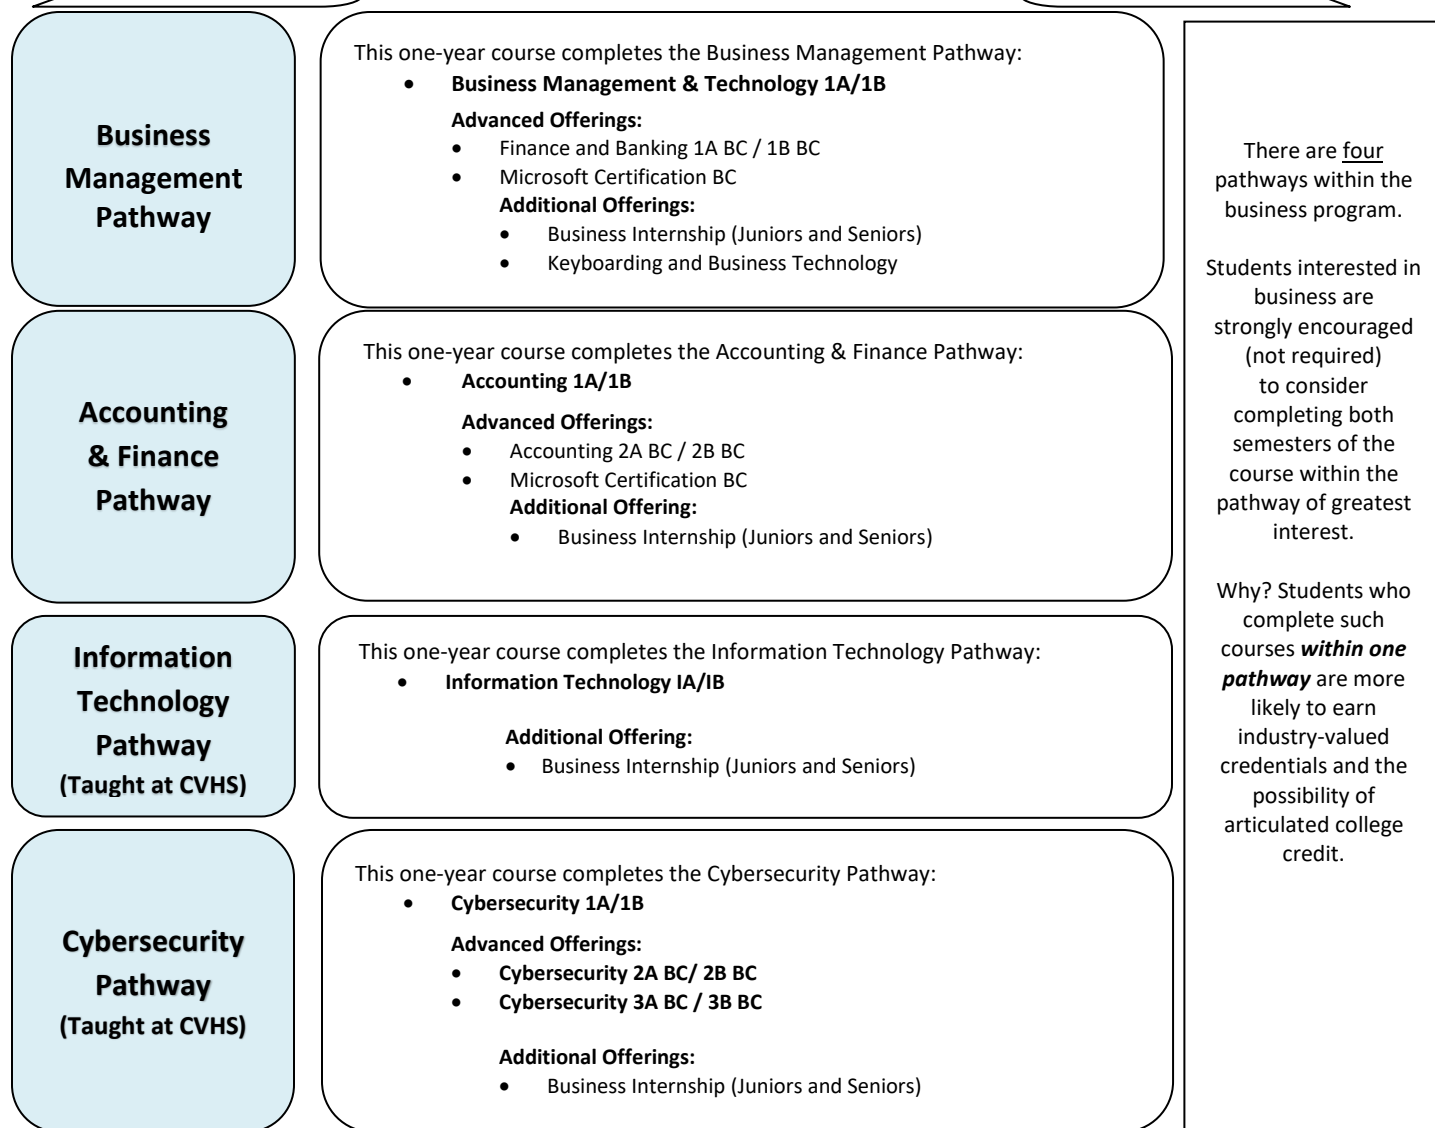 Business
Management
Pathway
This one-year course completes the Business Management Pathway:
• Business Management & Technology 1A/1B
Advanced Offerings:
• Finance and Banking 1A BC / 1B BC
• Microsoft Certification BC
Additional Offerings:
• Business Internship (Juniors and Seniors)
• Keyboarding and Business Technology
Accounting
& Finance
Pathway
This one-year course completes the Accounting & Finance Pathway:
• Accounting 1A/1B
Advanced Offerings:
• Accounting 2A BC / 2B BC
• Microsoft Certification BC
Additional Offering:
• Business Internship (Juniors and Seniors)
Information
Technology
Pathway
(Taught at CVHS)
This one-year course completes the Information Technology Pathway:
• Information Technology IA/IB
Additional Offering:
• Business Internship (Juniors and Seniors)
Cybersecurity
Pathway
(Taught at CVHS)
This one-year course completes the Cybersecurity Pathway:
• Cybersecurity 1A/1B
Advanced Offerings:
• Cybersecurity 2A BC/ 2B BC
• Cybersecurity 3A BC / 3B BC
Additional Offerings:
• Business Internship (Juniors and Seniors)
There are four
pathways within the
business program.
Students interested in
business are
strongly encouraged
(not required)
to consider
completing both
semesters of the
course within the
pathway of greatest
interest.
Why? Students who
complete such
courses within one
pathway are more
likely to earn
industry-valued
credentials and the
possibility of
articulated college
credit.